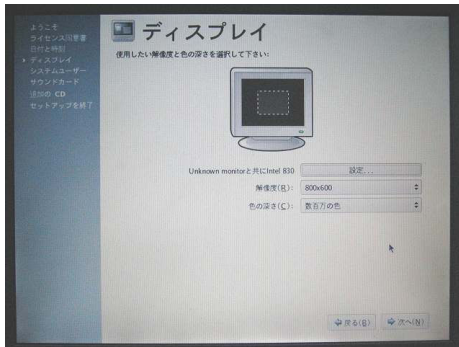 ようこそ
ライセンス同意書
日付と時刻
ディスプレイ
システムユーザー
サウンドカード
追加の CD
セットアップを終了
ディスプレイ
使用したい解像度と色の深さを選択して下さい:
Unknown monitorと共にIntel 830
設定...
解像度(R):
800x600
色の深さ(C):
数百万の色
戻る(B)
次へ(N)